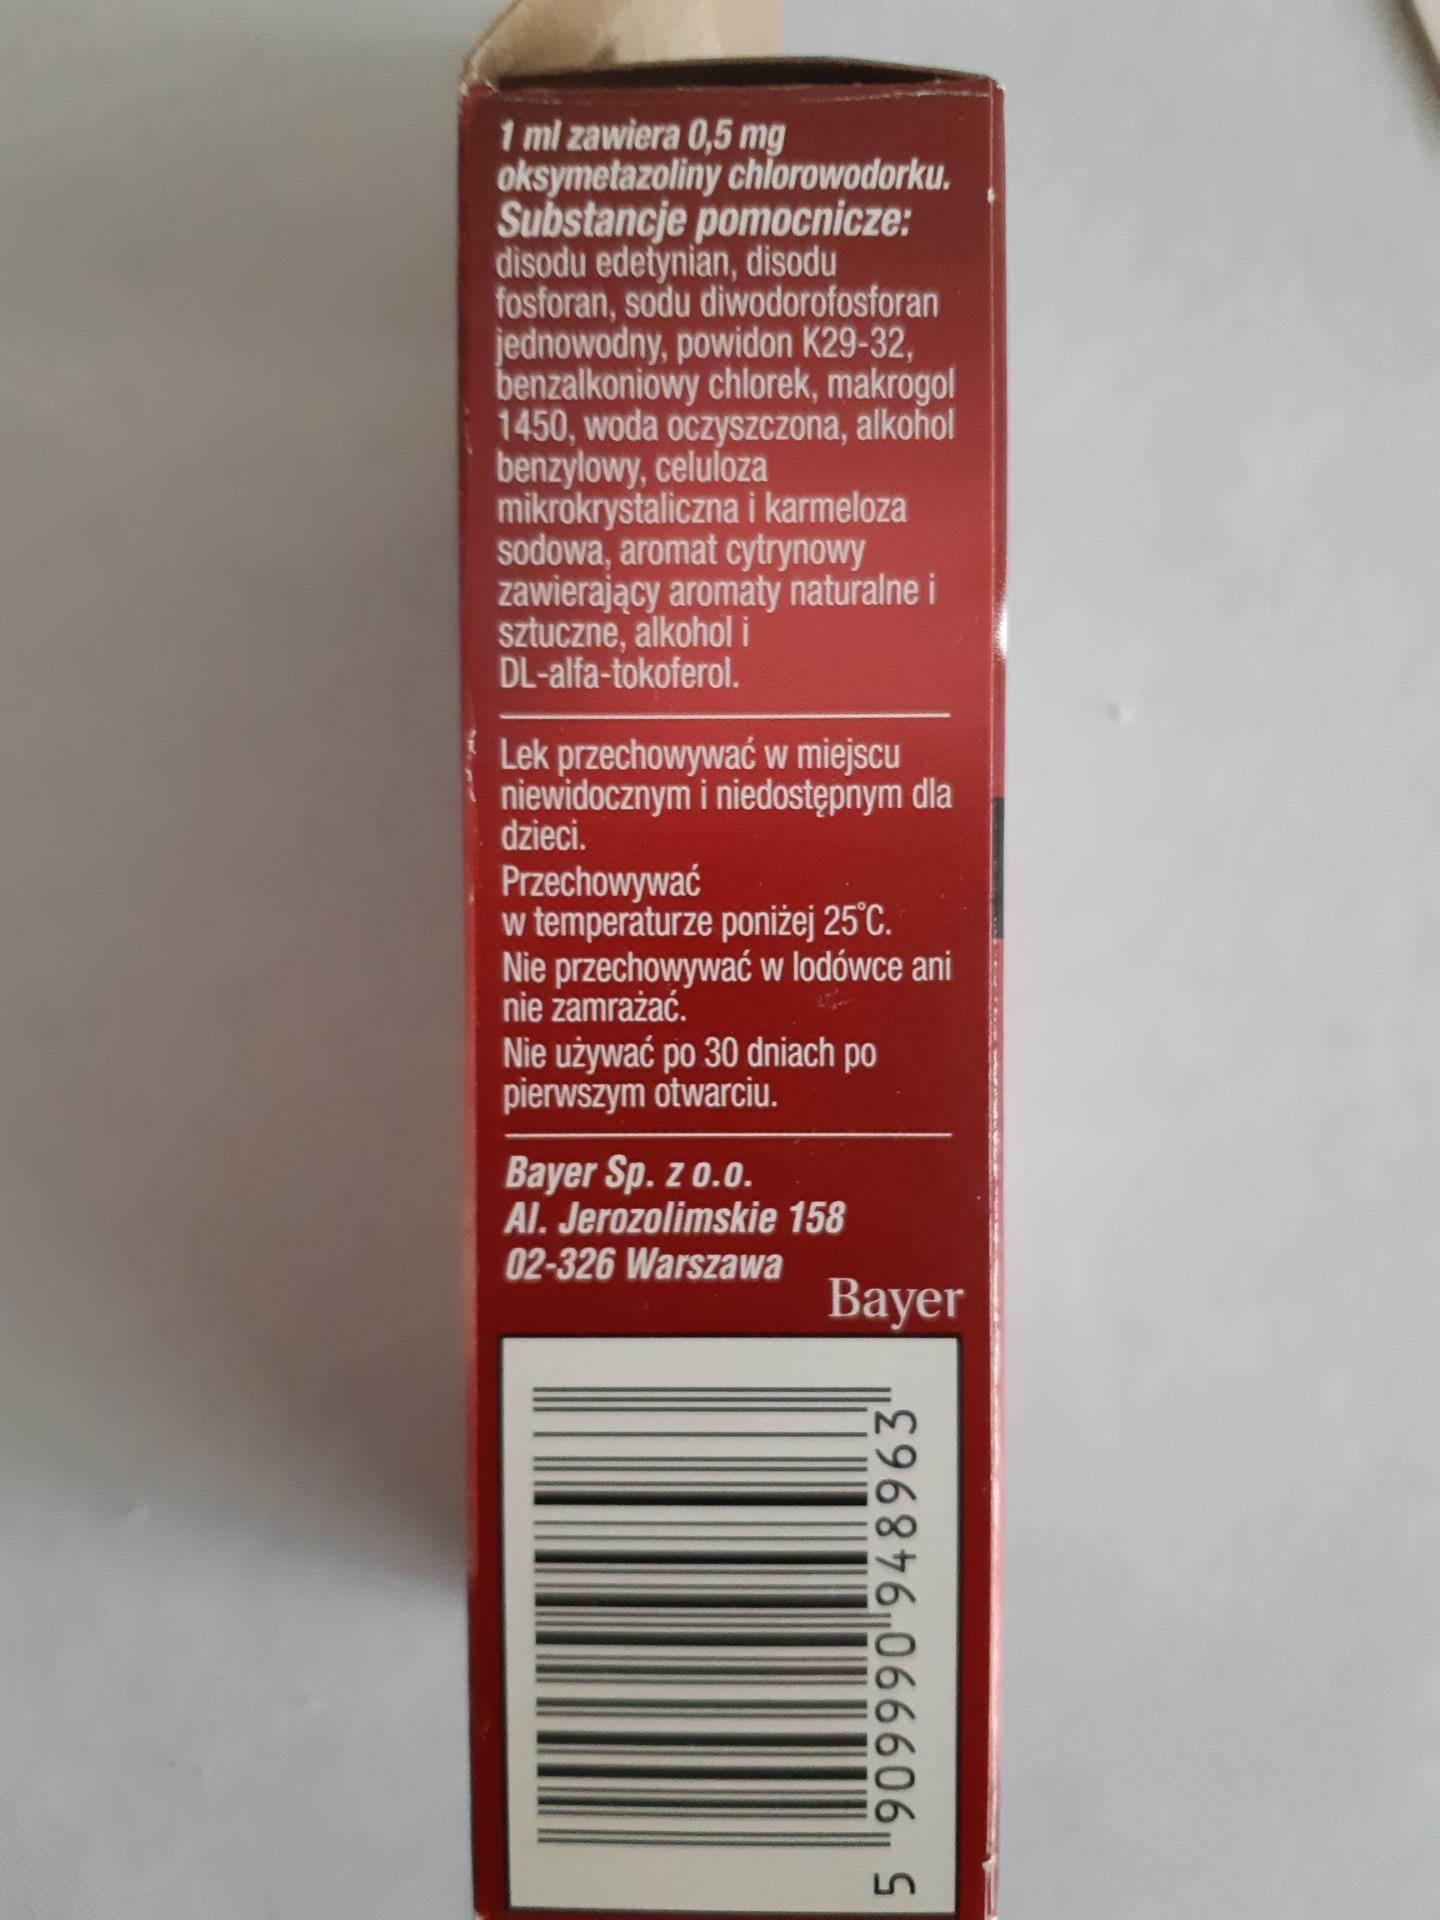 1 ml zawiera 0,5 mg
oksymetazoliny chlorowodorku.
Substancje pomocnicze:
disodu edetynian, disodu
fosforan, sodu diwodorofosforan
jednowodny, powidon K29-32,
benzalkoniowy chlorek, makrogol
1450, woda oczyszczona, alkohol
benzylowy, celuloza
mikrokrystaliczna i karmeloza
sodowa, aromat cytrynowy
zawierający aromaty naturalne i
sztuczne, alkohol i
DL-alfa-tokoferol.
Lek przechowywać w miejscu
niewidocznym i niedostępnym dla
dzieci.
Przechowywać
w temperaturze poniżej 25°C.
Nie przechowywać w lodówce ani
nie zamrażać.
Nie używać po 30 dniach po
pierwszym otwarciu.
Bayer Sp. z o.o.
Al. Jerozolimskie 158
02-326 Warszawa
Bayer
5 909990 948963